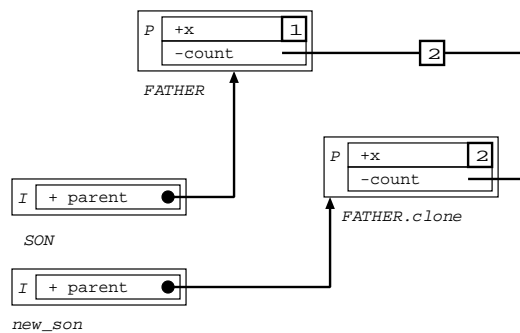 P +x 1
-count 2
FATHER
P +x 2
-count
FATHER.clone
I + parent
SON
I + parent
new_son